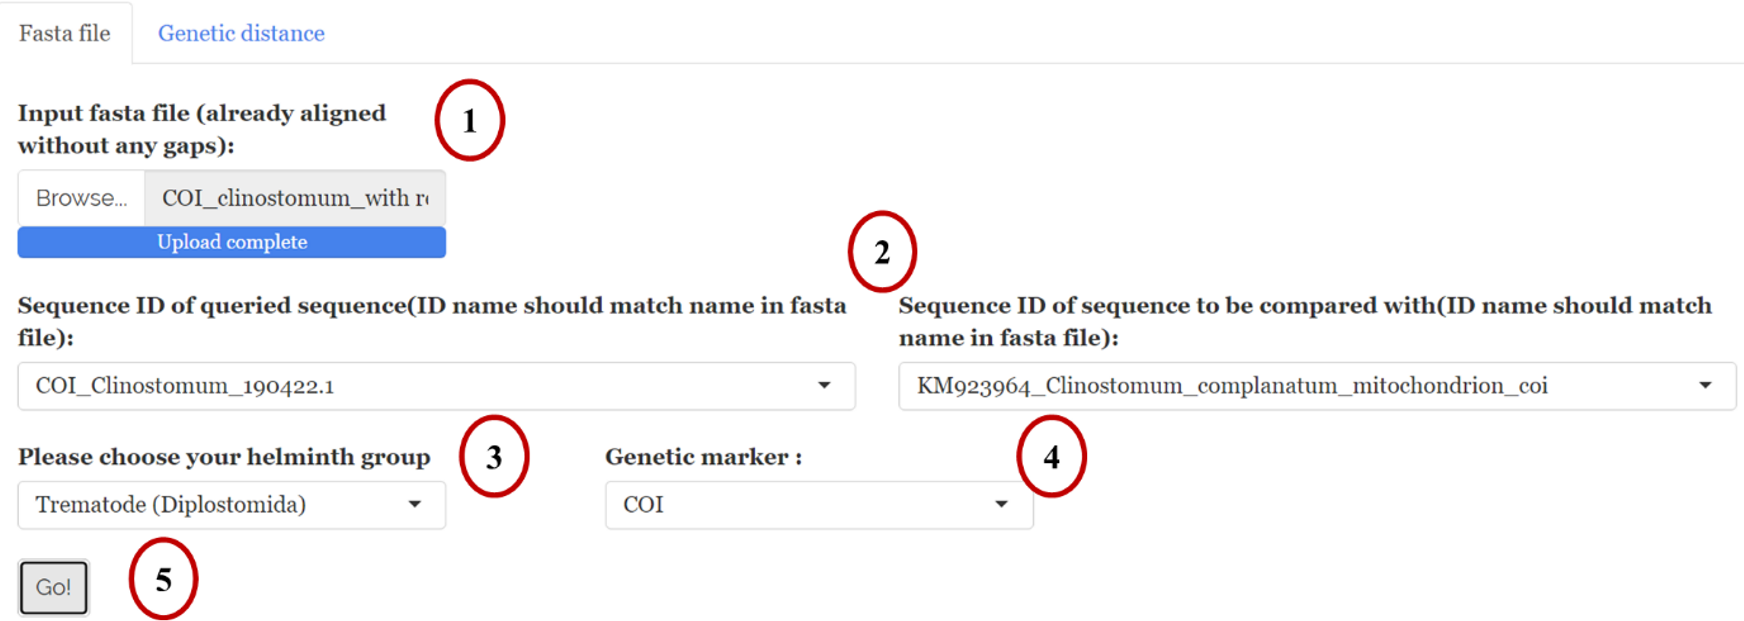 Fasta file
Genetic distance
Input fasta file (already aligned
without any gaps):
1
Browse...
COI_clinostomum_with
Upload complete
2
Sequence ID of queried sequence(ID name should match name in fasta
file):
Sequence ID of sequence to be compared with(ID name should match
name in fasta file):
COI_Clinostomum_190422.1
KM923964_Clinostomum_complanatum_mitochondrion_coi
Please choose your helminth group
3
Genetic marker :
4
Trematode (Diplostomida)
COI
Go!
5